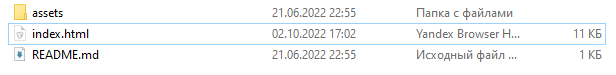 assets 21.06.2022 22:55 Папка с файлами
index.html 02.10.2022 17:02 Yandex Browser H... 11 КБ
README.md 21.06.2022 22:55 Исходный файл ... 1 КБ